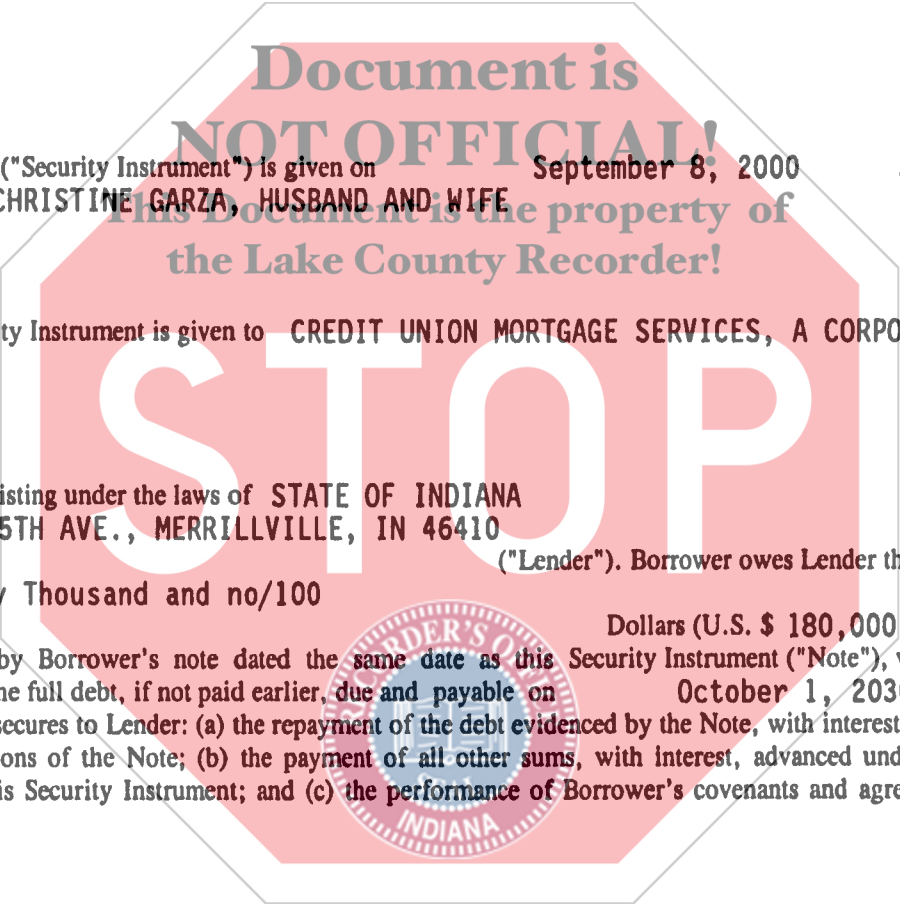 Document is
NOT OFFICIAL!
("Security Instrument") is given on September 8, 2000
CHRISTINE GARZA, HUSBAND AND WIFE
This Document is the property of
the Lake County Recorder!
ty Instrument is given to CREDIT UNION MORTGAGE SERVICES, A CORPO
STOP
isting under the laws of STATE OF INDIANA
5TH AVE., MERRILLVILLE, IN 46410
("Lender"). Borrower owes Lender th
y Thousand and no/100
Dollars (U.S. $ 180,000
by Borrower's note dated the same date as this Security Instrument ("Note"), w
he full debt, if not paid earlier, due and payable on October 1, 2030
secures to Lender: (a) the repayment of the debt evidenced by the Note, with interest
ons of the Note; (b) the payment of all other sums, with interest, advanced und
is Security Instrument; and (c) the performance of Borrower's covenants and agre
RECORDER'S OFFI
SEAL
INDIANA